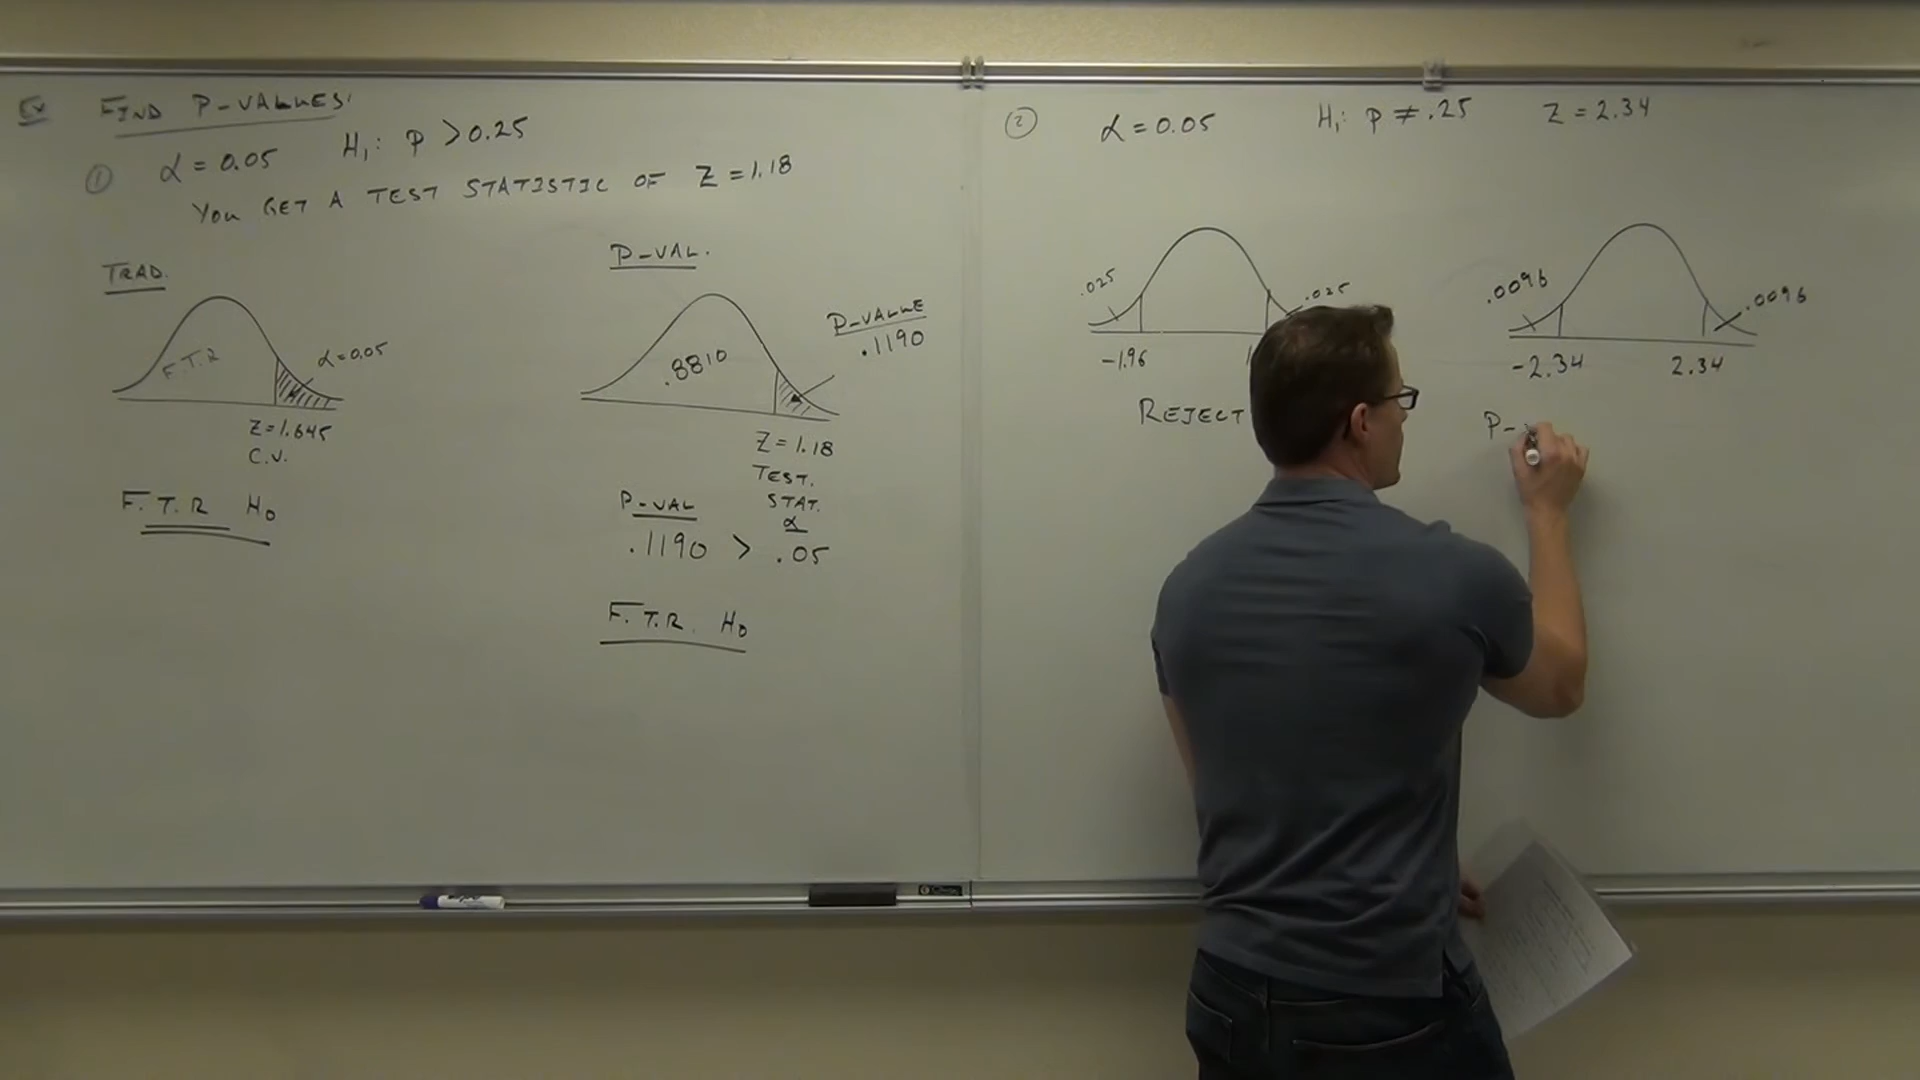 Ex FIND P-VALUES:
① α = 0.05 H₁: p > 0.25
YOU GET A TEST STATISTIC OF Z = 1.18
TRAD.
F.T.R
α = 0.05
Z = 1.645
C.V.
F.T.R H₀
P-VAL.
.8810
P-VALUE
.1190
Z = 1.18
TEST.
STAT.
P-VAL α
.1190 > .05
F.T.R. H₀
② α = 0.05 H₁: p ≠ .25 Z = 2.34
.025 .025
-1.96
REJECT
.0096 .0096
-2.34 2.34
P-